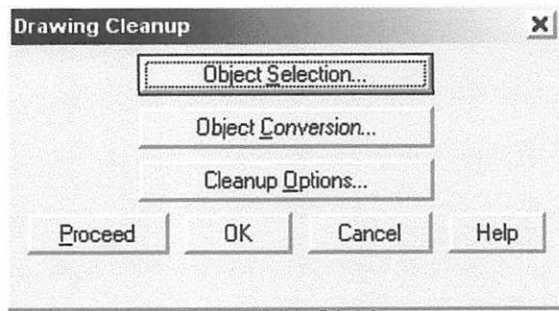 Drawing Cleanup
Object Selection...
Object Conversion...
Cleanup Options...
Proceed OK Cancel Help